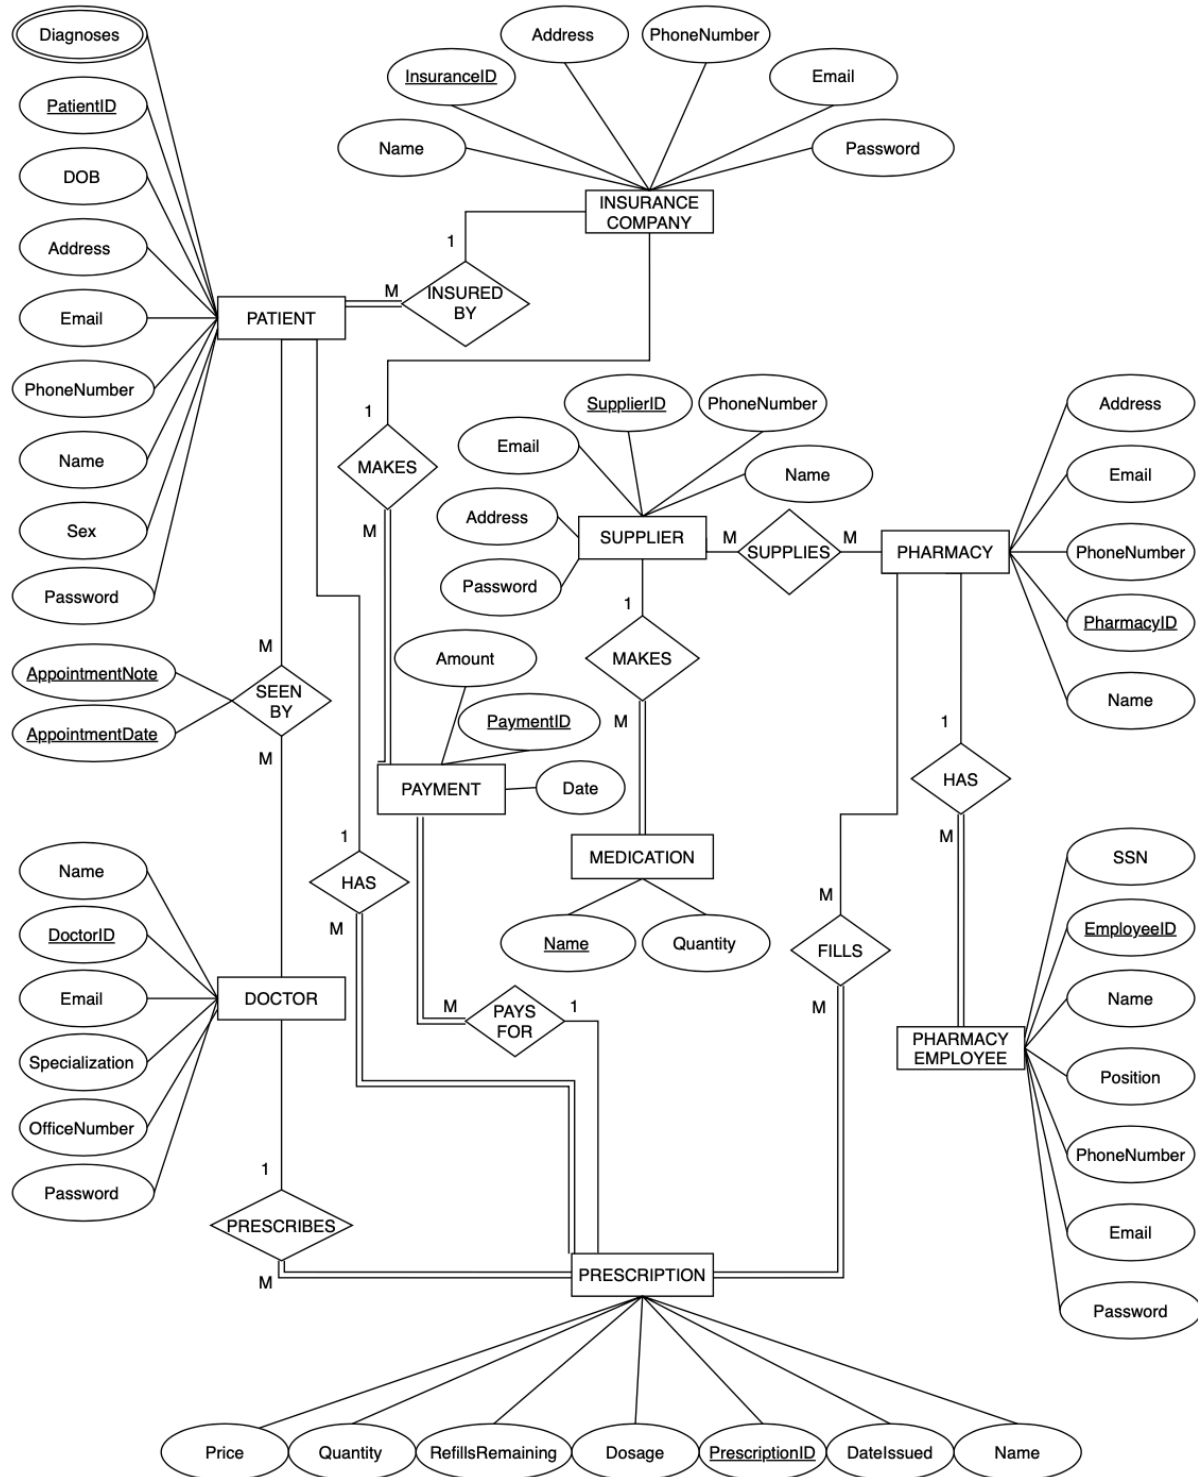 Diagnoses
PatientID
DOB
Address
Email
PhoneNumber
Name
Sex
Password
PATIENT
Address
PhoneNumber
InsuranceID
Email
Name
Password
INSURANCE
COMPANY
1
M
INSURED
BY
1
MAKES
M
SupplierID
PhoneNumber
Email
Name
Address
Password
SUPPLIER
M
SUPPLIES
M
PHARMACY
Address
Email
PhoneNumber
PharmacyID
Name
1
MAKES
M
MEDICATION
Name
Quantity
M
AppointmentNote
AppointmentDate
SEEN
BY
M
Amount
PaymentID
PAYMENT
Date
1
HAS
M
1
HAS
M
Name
DoctorID
Email
Specialization
OfficeNumber
Password
DOCTOR
M
PAYS
FOR
1
M
FILLS
M
PHARMACY
EMPLOYEE
SSN
EmployeeID
Name
Position
PhoneNumber
Email
Password
1
PRESCRIBES
M
PRESCRIPTION
Price
Quantity
RefillsRemaining
Dosage
PrescriptionID
DateIssued
Name